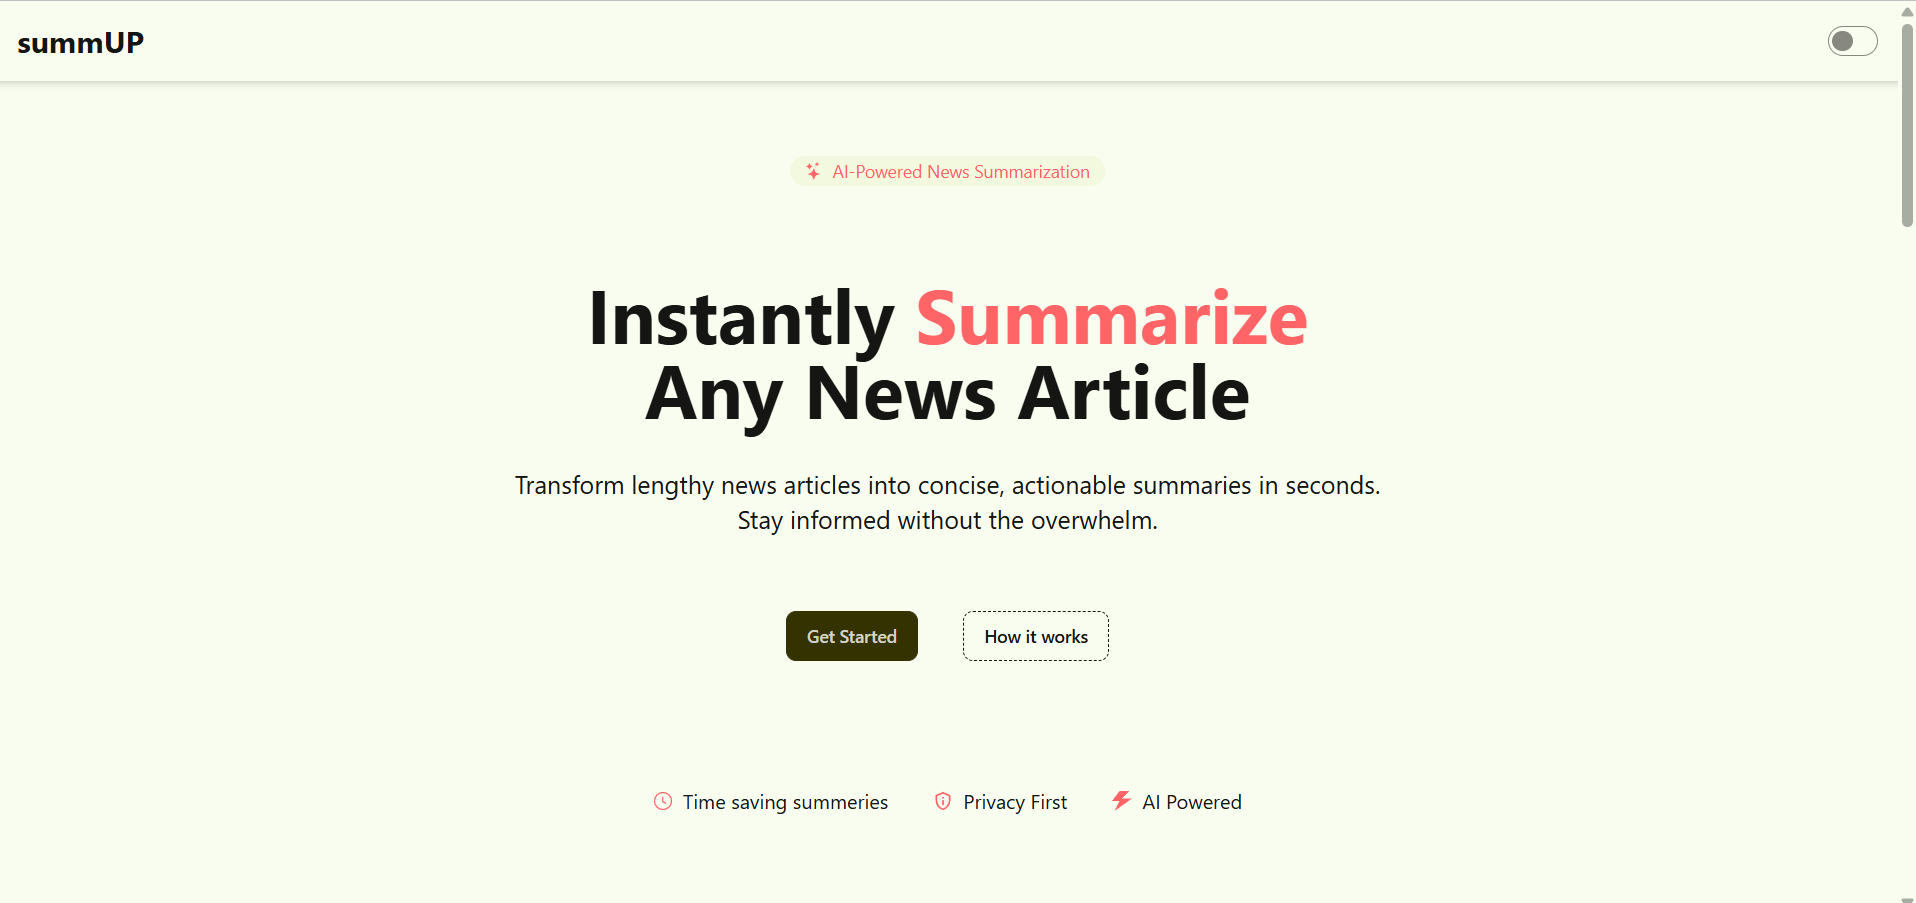 summUP
AI-Powered News Summarization
Instantly Summarize
Any News Article
Transform lengthy news articles into concise, actionable summaries in seconds.
Stay informed without the overwhelm.
Get Started
How it works
Time saving summeries
Privacy First
AI Powered